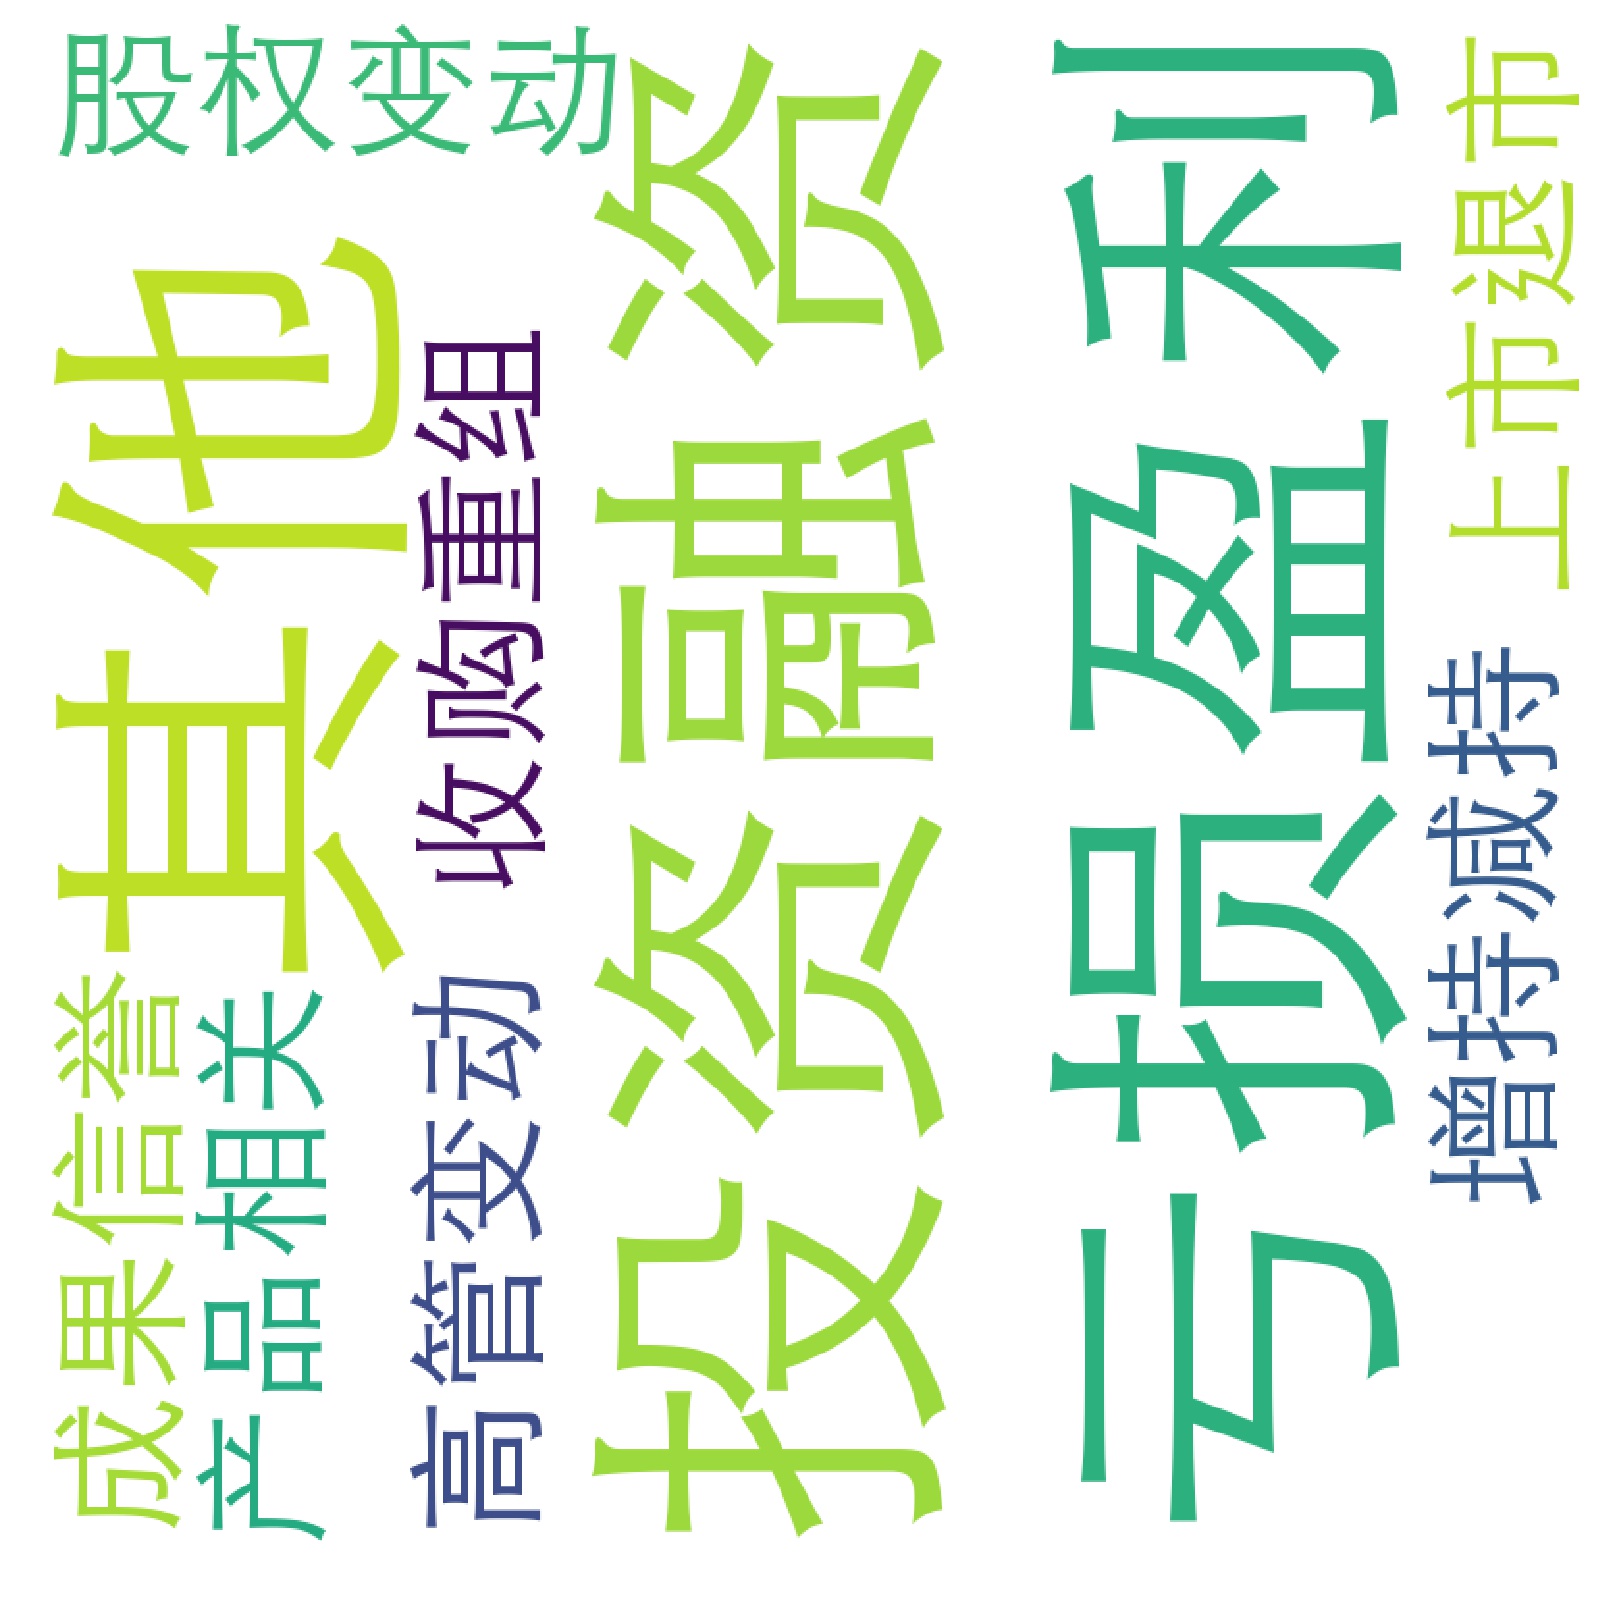 股权变动
其他
收购重组
投资融资
亏损盈利
上市退市
增持减持
成果信誉
产品相关
高管变动